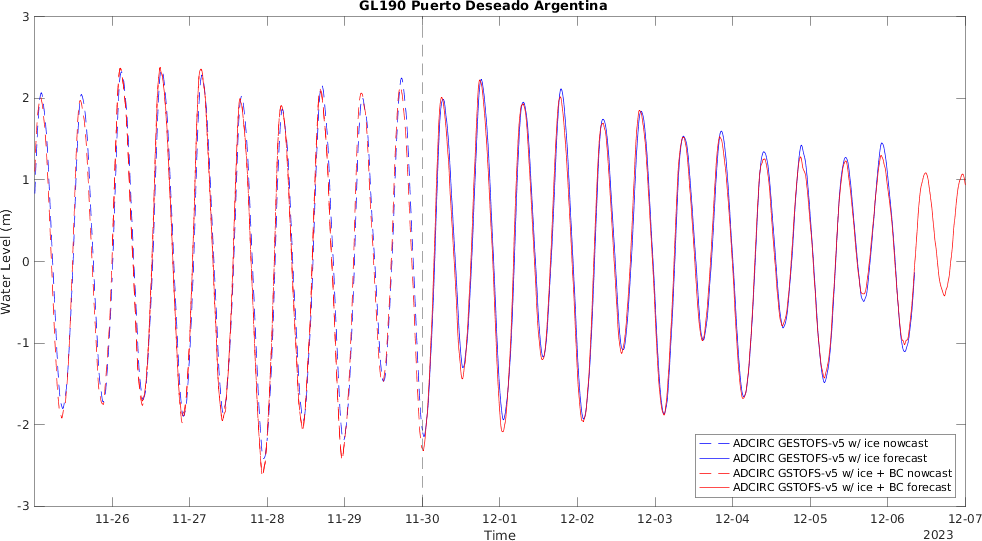 GL190 Puerto Deseado Argentina
3
2
1
0
-1
-2
-3
Water Level (m)
11-26
11-27
11-28
11-29
11-30
12-01
12-02
12-03
12-04
12-05
12-06
12-07
Time
2023
ADCIRC GESTOFS-v5 w/ ice nowcast
ADCIRC GESTOFS-v5 w/ ice forecast
ADCIRC GSTOFS-v5 w/ ice + BC nowcast
ADCIRC GSTOFS-v5 w/ ice + BC forecast